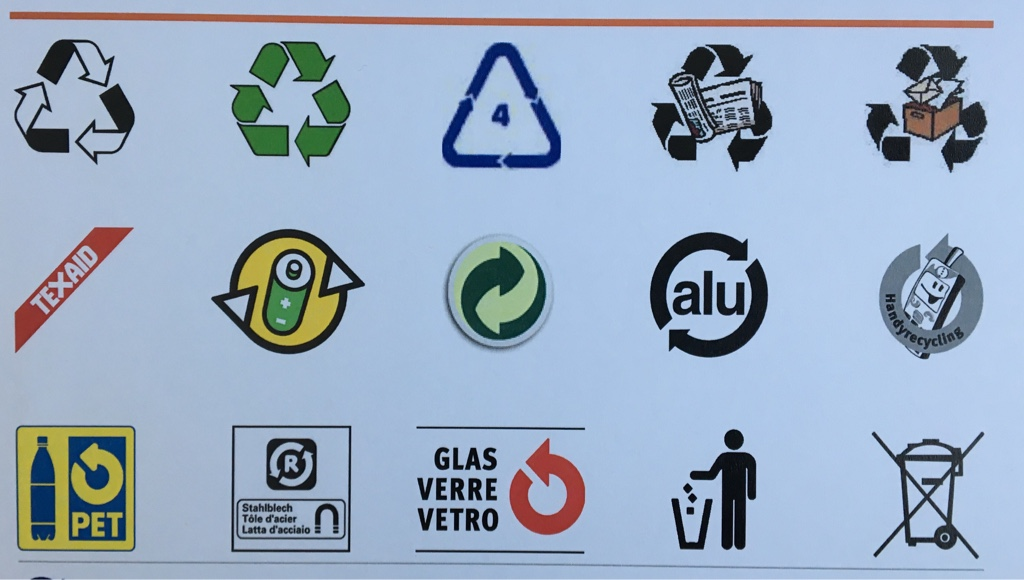 4
TEXAID
alu
Handyrecycling
PET
R
Stahlblech
Tôle d'acier
Latta d'acciaio
GLAS
VERRE
VETRO